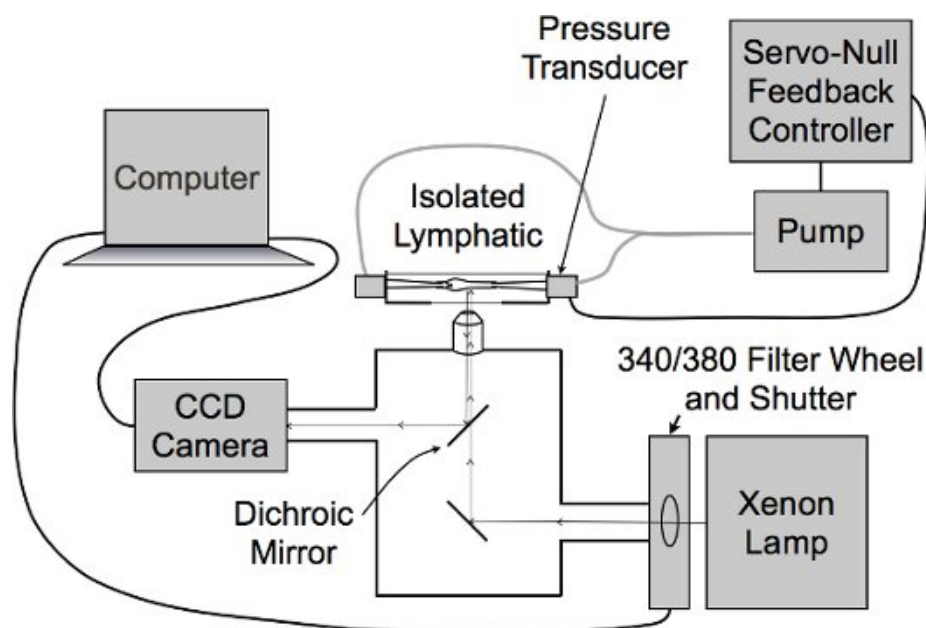 Pressure
Transducer
Servo-Null
Feedback
Controller
Computer
Isolated
Lymphatic
Pump
340/380 Filter Wheel
and Shutter
CCD
Camera
Dichroic
Mirror
Xenon
Lamp